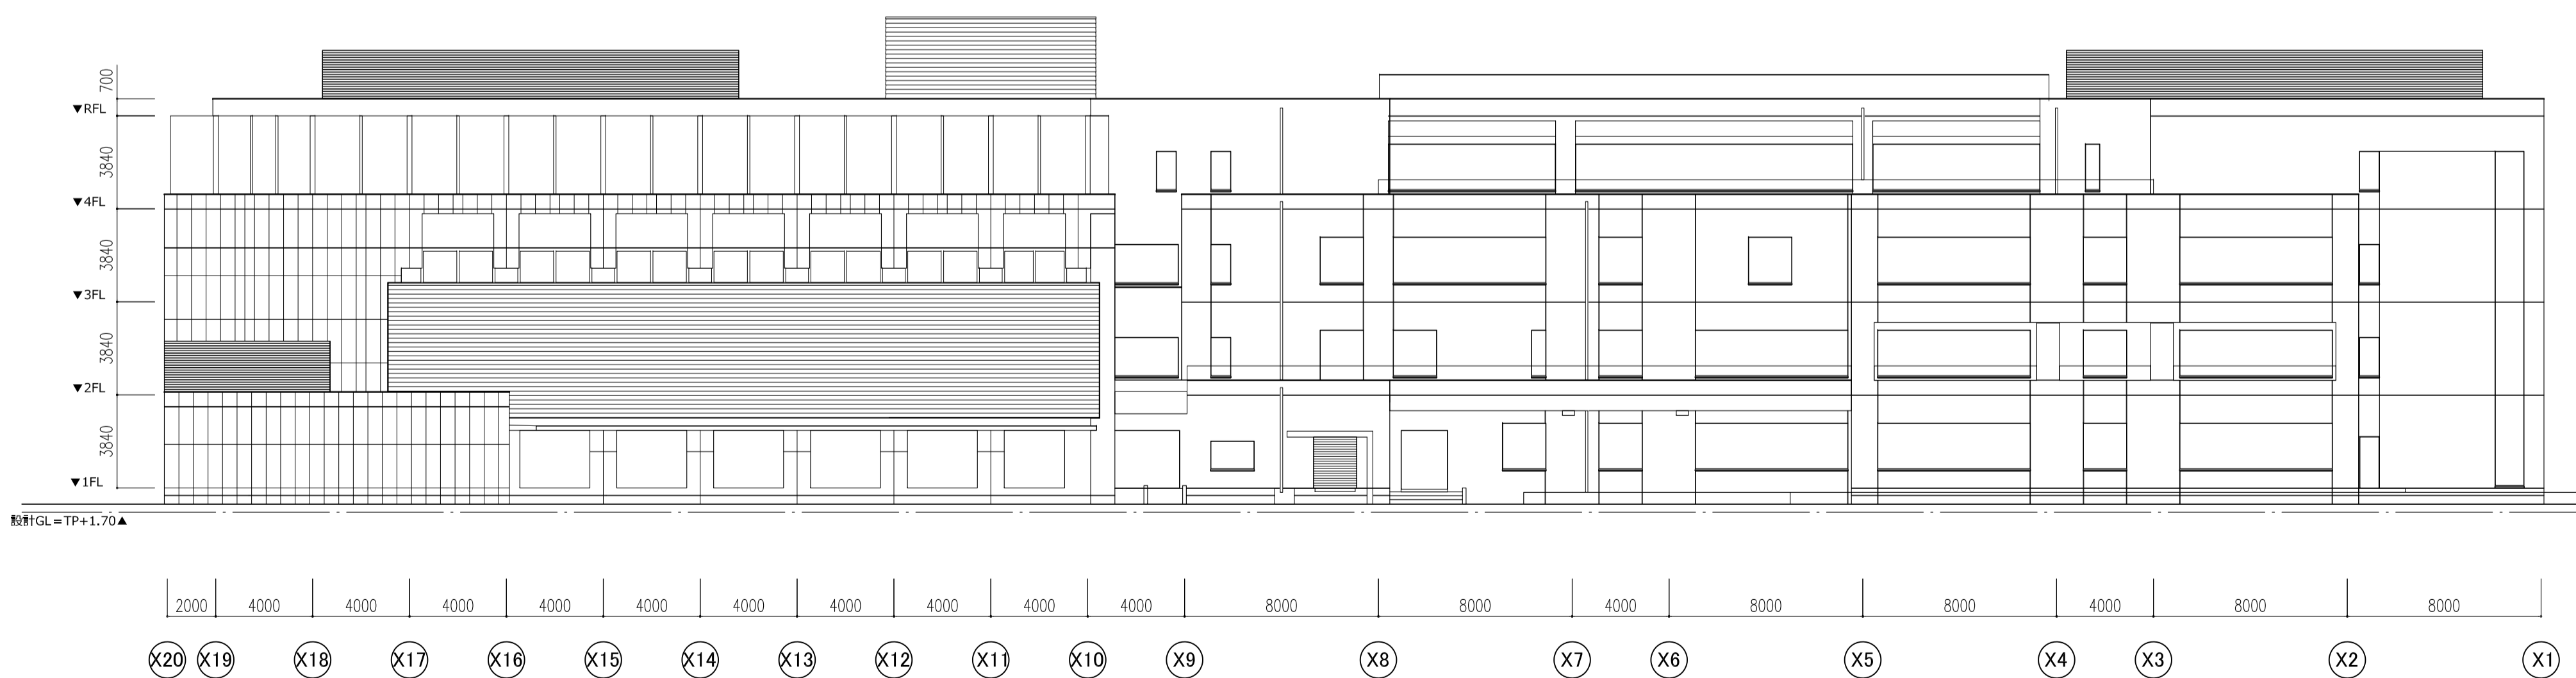 700
▼RFL
3840
▼4FL
3840
▼3FL
3840
▼2FL
3840
▼1FL
設計GL=TP+1.70▲
2000 4000 4000 4000 4000 4000 4000 4000 4000 4000 4000 8000 8000 4000 8000 8000 4000 8000 8000
X20 X19 X18 X17 X16 X15 X14 X13 X12 X11 X10 X9 X8 X7 X6 X5 X4 X3 X2 X1